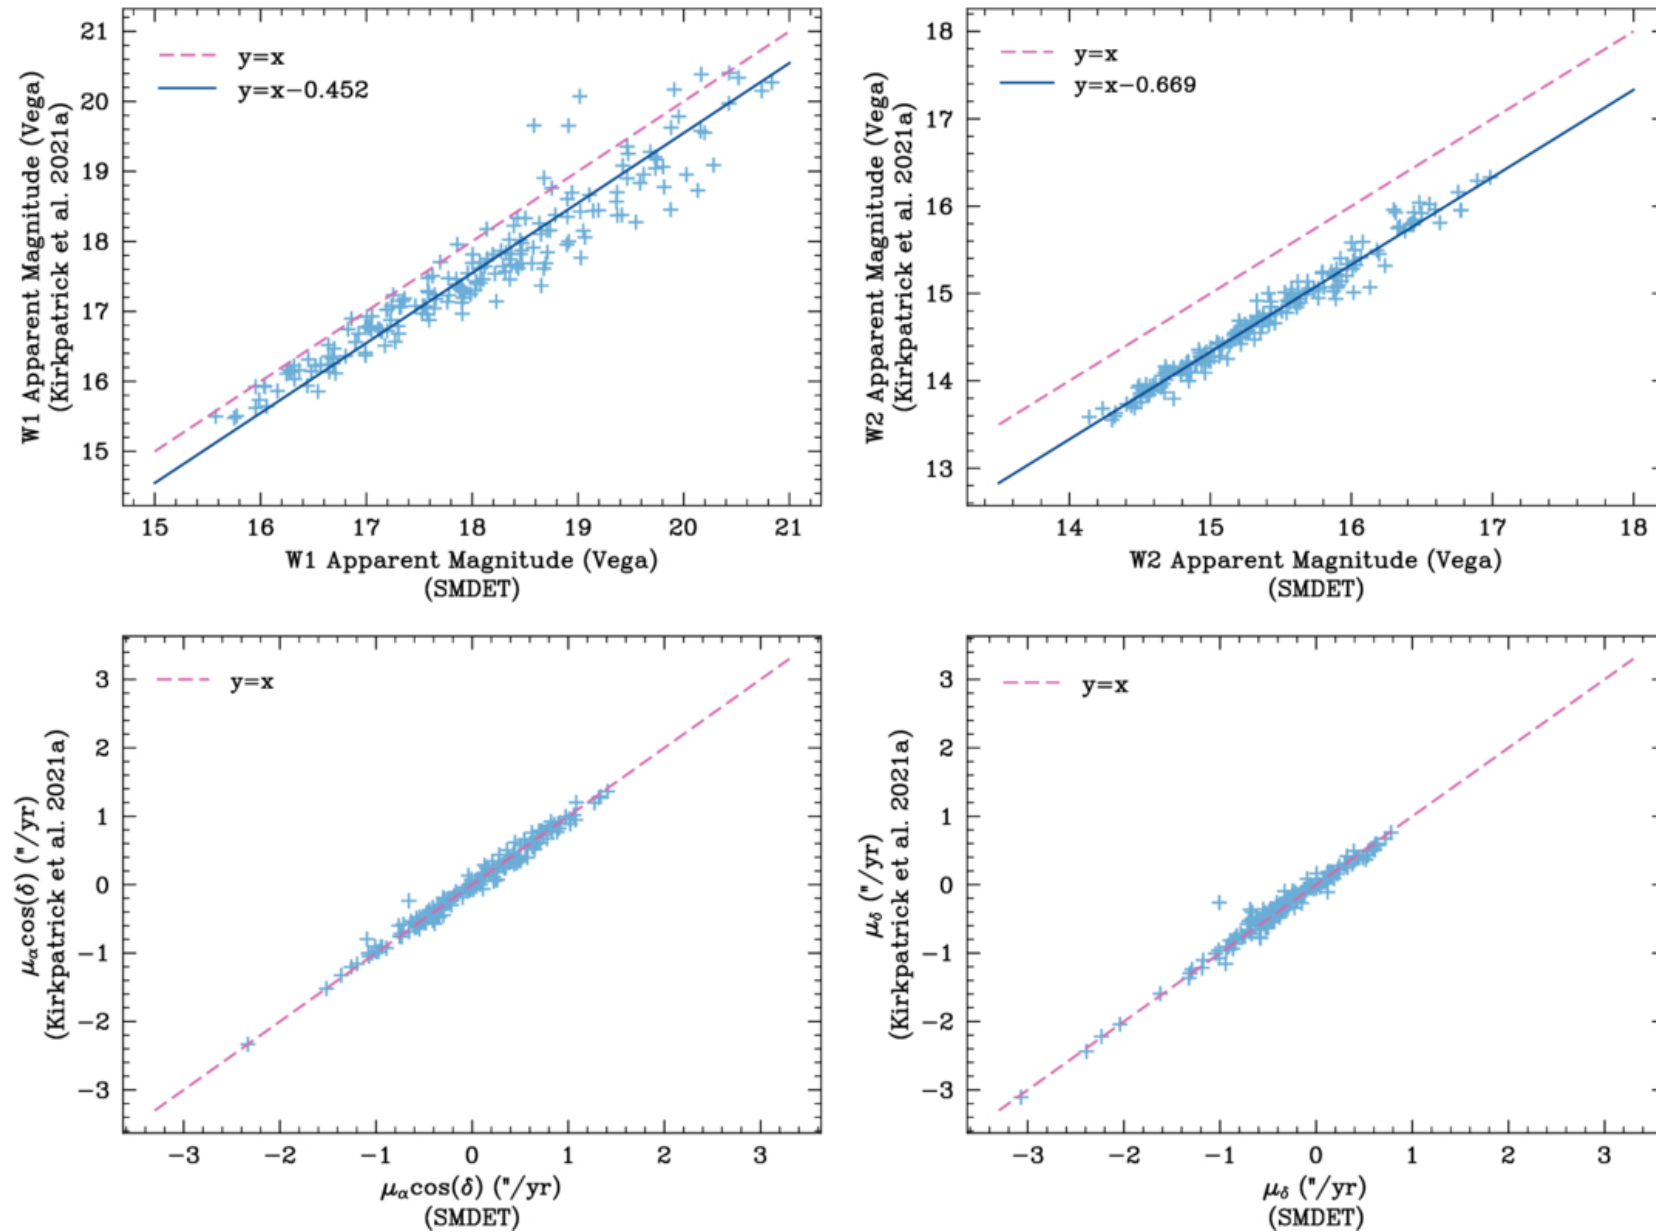 W1 Apparent Magnitude (Vega)
(Kirkpatrick et al. 2021a)
21
20
19
18
17
16
15
y=x
y=x−0.452
15 16 17 18 19 20 21
W1 Apparent Magnitude (Vega)
(SMDET)
W2 Apparent Magnitude (Vega)
(Kirkpatrick et al. 2021a)
18
17
16
15
14
13
y=x
y=x−0.669
14 15 16 17 18
W2 Apparent Magnitude (Vega)
(SMDET)
μαcos(δ) ("/yr)
(Kirkpatrick et al. 2021a)
3
2
1
0
−1
−2
−3
y=x
−3 −2 −1 0 1 2 3
μαcos(δ) ("/yr)
(SMDET)
μδ ("/yr)
(Kirkpatrick et al. 2021a)
3
2
1
0
−1
−2
−3
y=x
−3 −2 −1 0 1 2 3
μδ ("/yr)
(SMDET)